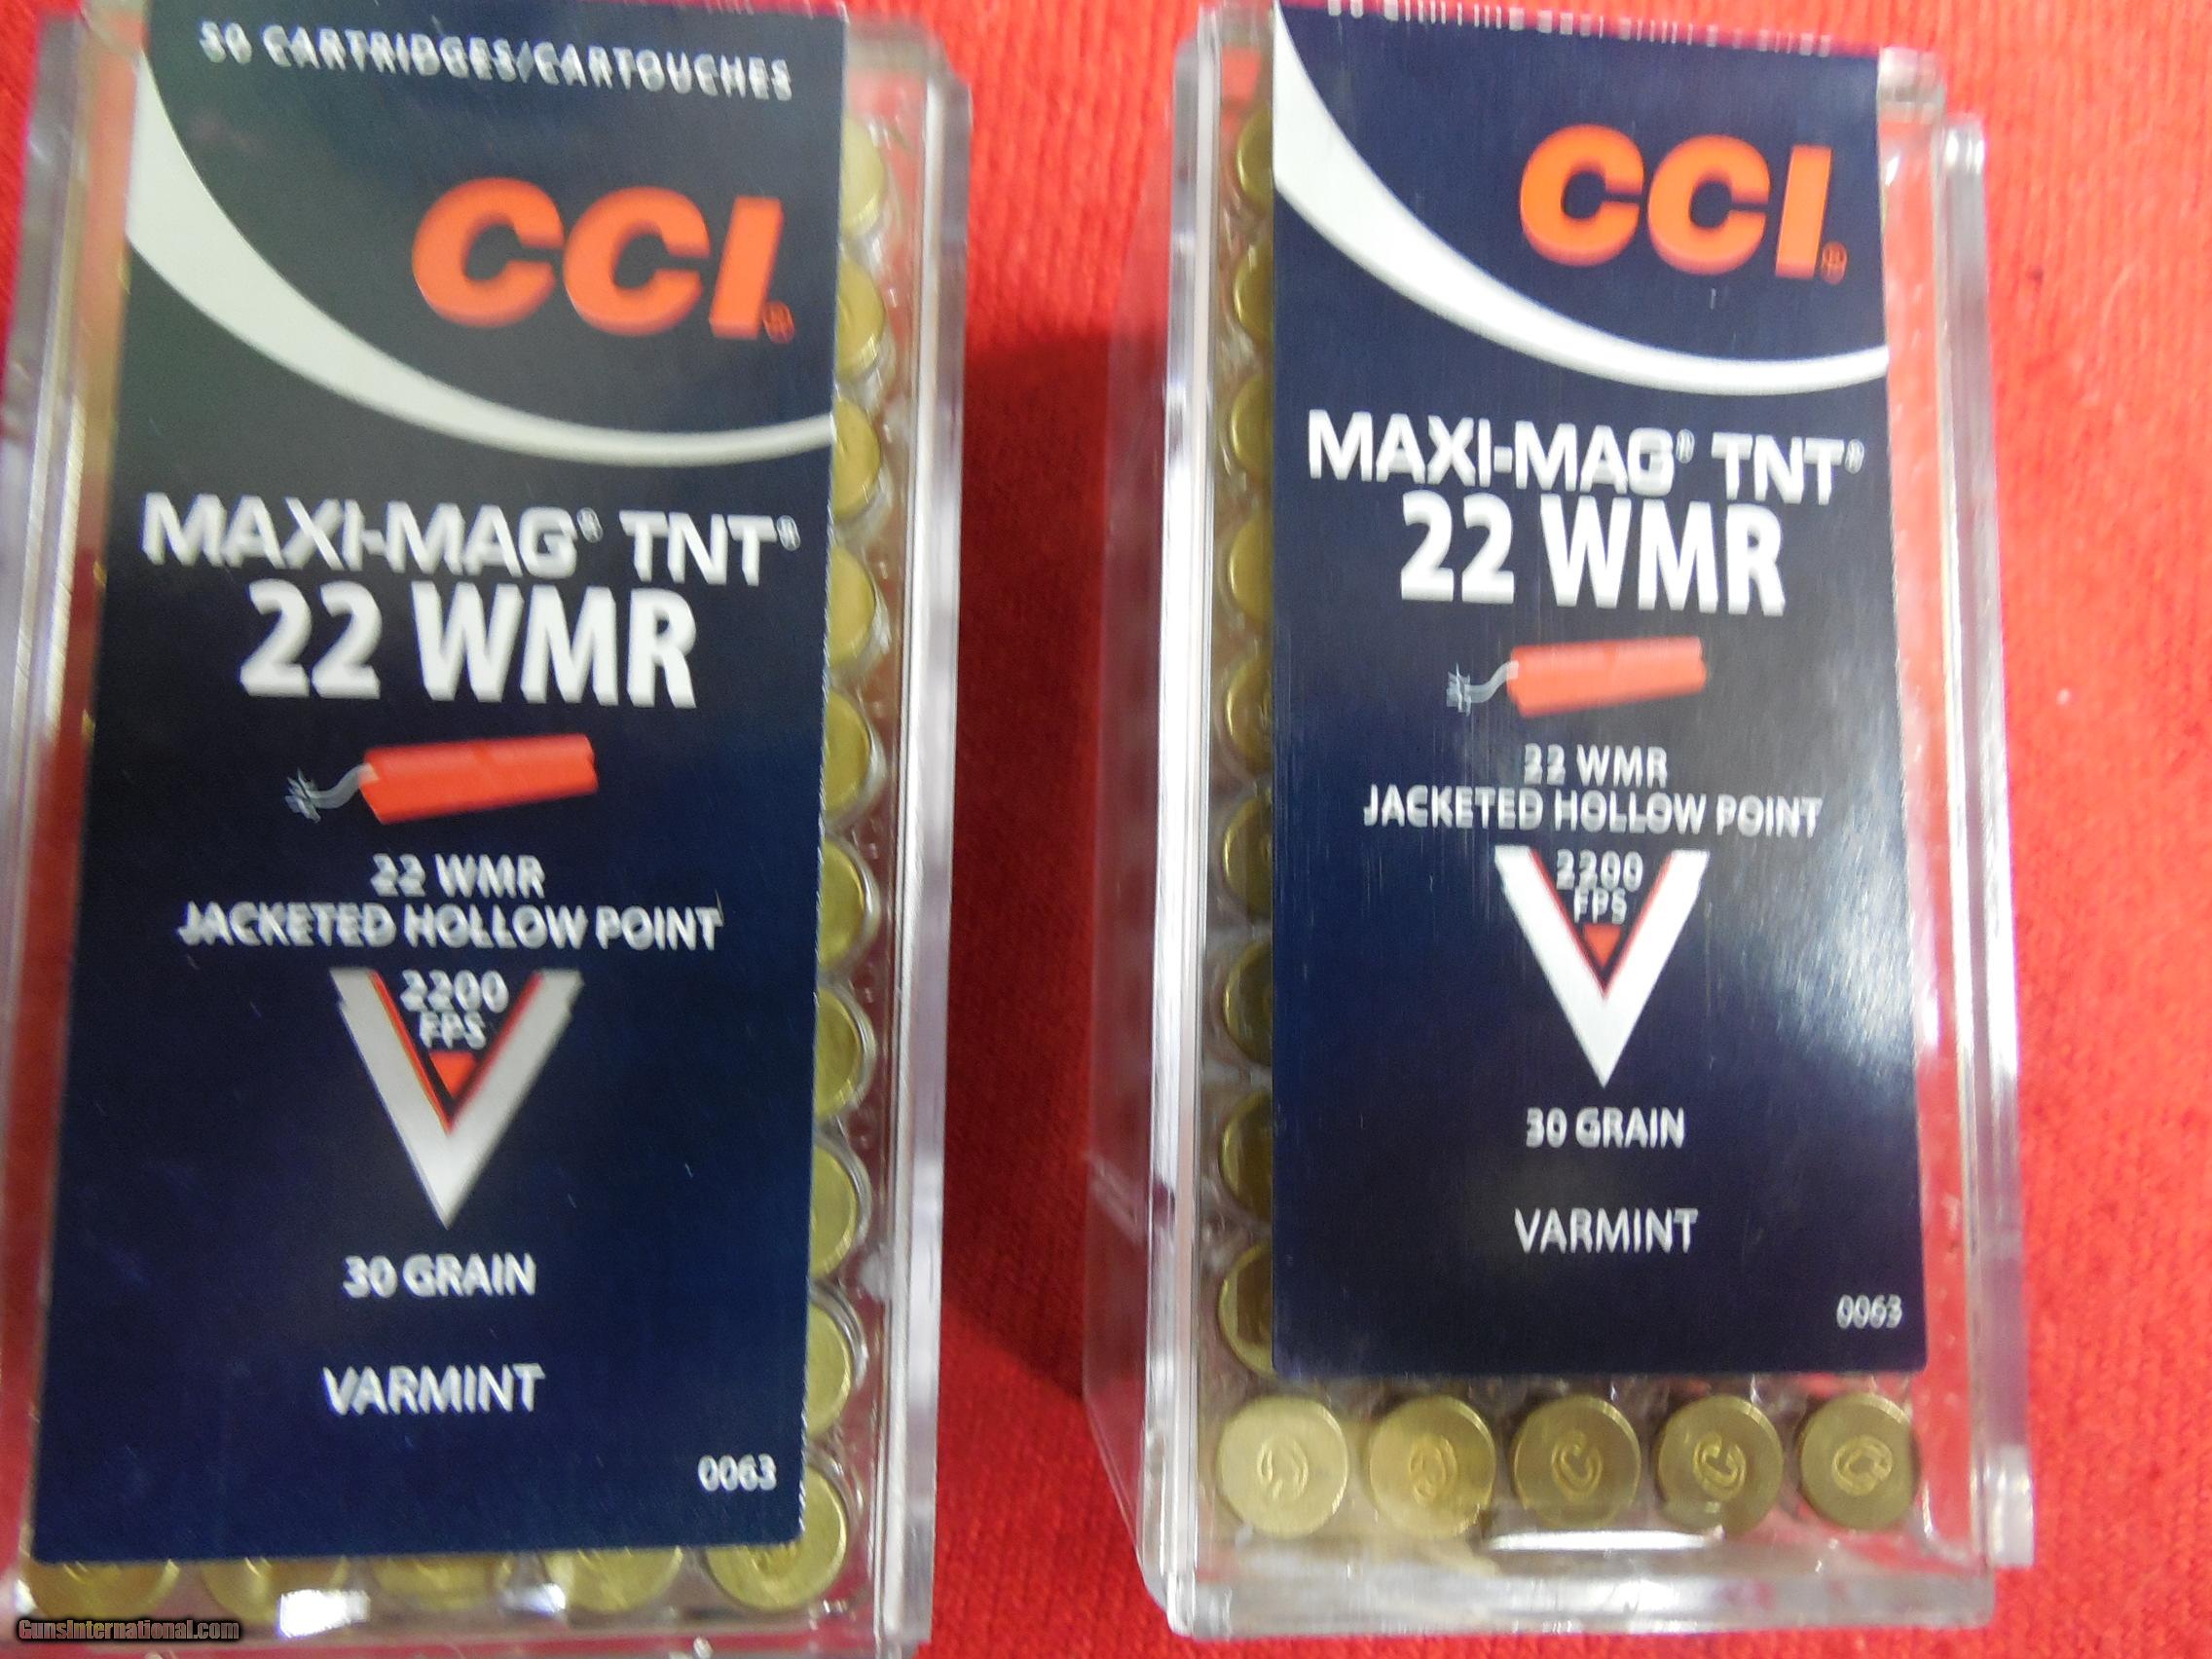 50 CARTRIDGES/CARTOUCHES
CCI®
MAXI-MAG® TNT®
22 WMR
22 WMR
JACKETED HOLLOW POINT
2200
FPS
30 GRAIN
VARMINT
0063
CCI®
MAXI-MAG® TNT®
22 WMR
22 WMR
JACKETED HOLLOW POINT
2200
FPS
30 GRAIN
VARMINT
0063
C C C C C
GunsInternational.com